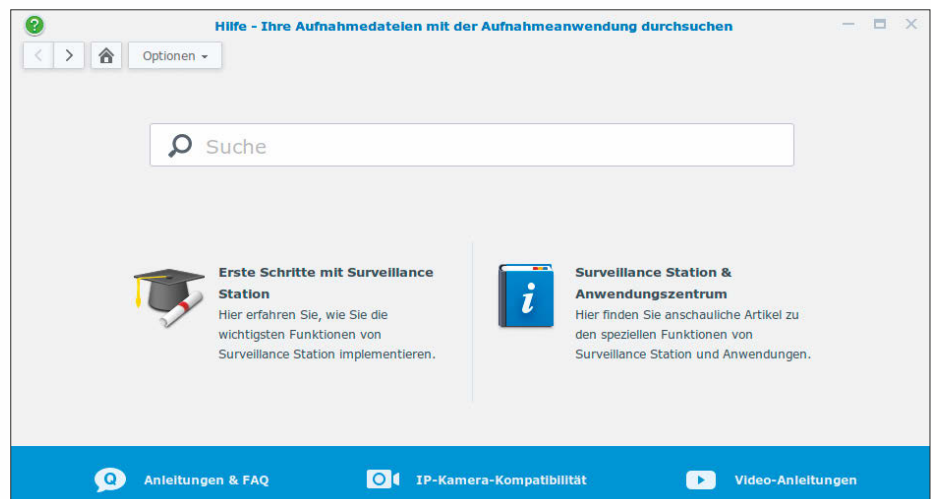 Hilfe - Ihre Aufnahmedateien mit der Aufnahmeanwendung durchsuchen
Optionen
Suche
Erste Schritte mit Surveillance
Station
Hier erfahren Sie, wie Sie die
wichtigsten Funktionen von
Surveillance Station implementieren.
Surveillance Station &
Anwendungszentrum
Hier finden Sie anschauliche Artikel zu
den speziellen Funktionen von
Surveillance Station und Anwendungen.
Anleitungen & FAQ
IP-Kamera-Kompatibilität
Video-Anleitungen